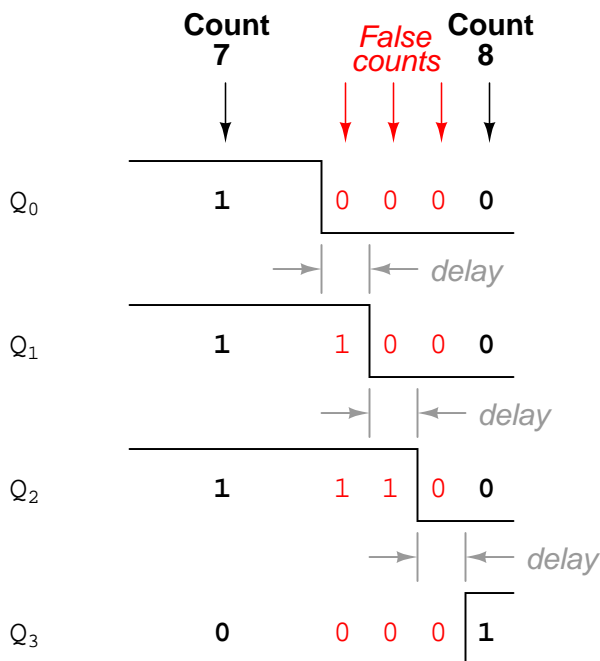 Count False Count
7 counts 8
Q0 1 0 0 0 0
delay
Q1 1 1 0 0 0
delay
Q2 1 1 1 0 0
delay
Q3 0 0 0 0 1